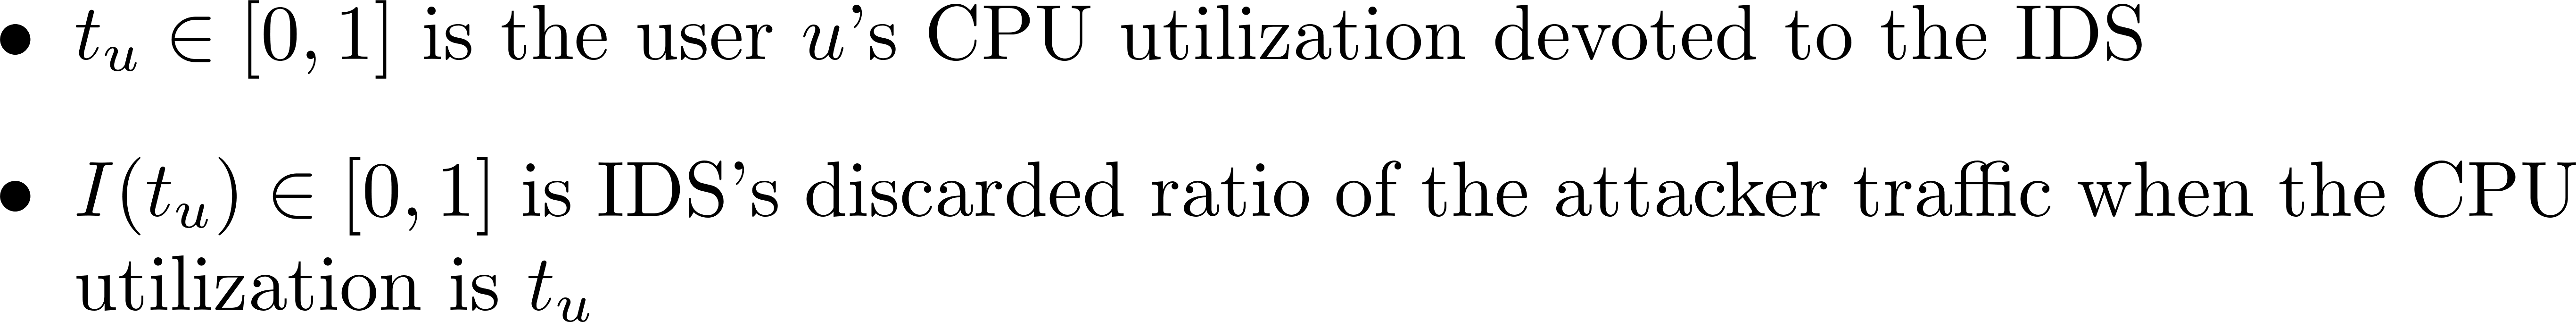 • $t_u \in [0, 1]$ is the user $u$’s CPU utilization devoted to the IDS
• $I(t_u) \in [0, 1]$ is IDS’s discarded ratio of the attacker traffic when the CPU
utilization is $t_u$